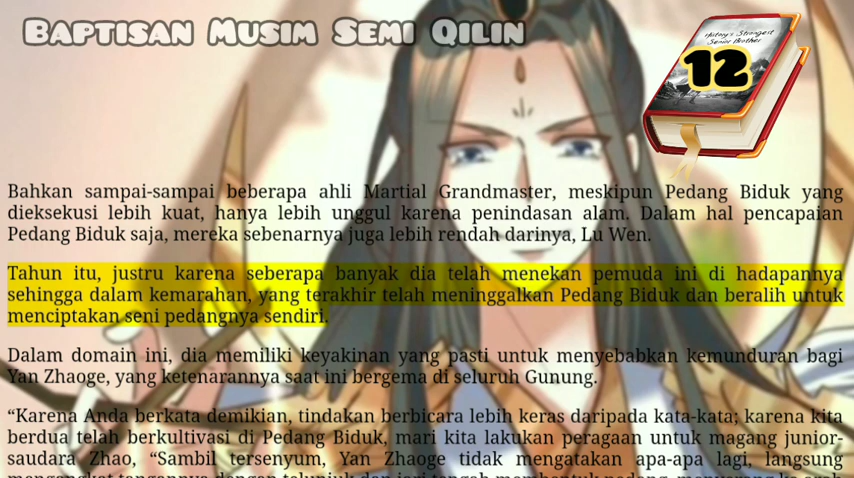 Baptisan Musim Semi Qilin
History's Strongest
Senior Brother
12
Bahkan sampai-sampai beberapa ahli Martial Grandmaster, meskipun Pedang Biduk yang
dieksekusi lebih kuat, hanya lebih unggul karena penindasan alam. Dalam hal pencapaian
Pedang Biduk saja, mereka sebenarnya juga lebih rendah darinya, Lu Wen.
Tahun itu, justru karena seberapa banyak dia telah menekan pemuda ini di hadapannya
sehingga dalam kemarahan, yang terakhir telah meninggalkan Pedang Biduk dan beralih untuk
menciptakan seni pedangnya sendiri.
Dalam domain ini, dia memiliki keyakinan yang pasti untuk menyebabkan kemunduran bagi
Yan Zhaoge, yang ketenarannya saat ini bergema di seluruh Gunung.
“Karena Anda berkata demikian, tindakan berbicara lebih keras daripada kata-kata; karena kita
berdua telah berkultivasi di Pedang Biduk, mari kita lakukan peragaan untuk magang junior-
saudara Zhao, “Sambil tersenyum, Yan Zhaoge tidak mengatakan apa-apa lagi, langsung